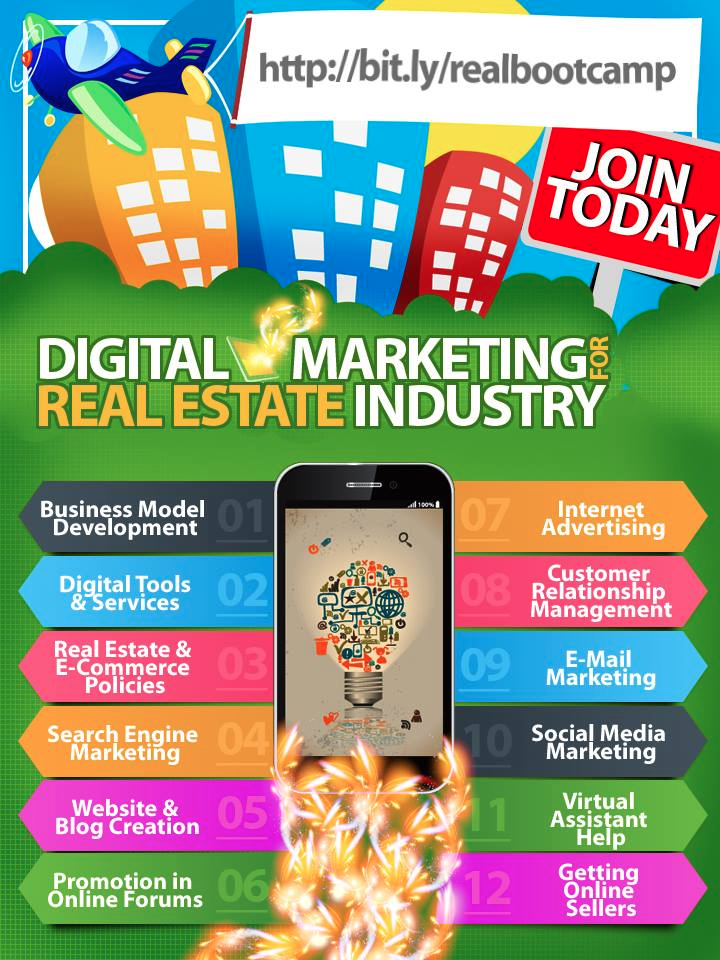 http://bit.ly/realbootcamp
JOIN
TODAY
DIGITAL MARKETING FOR
REAL ESTATE INDUSTRY
100%
Business Model
Development
01
Digital Tools
& Services
02
Real Estate &
E-Commerce
Policies
03
Search Engine
Marketing
04
Website &
Blog Creation
05
Promotion in
Online Forums
06
07
Internet
Advertising
08
Customer
Relationship
Management
09
E-Mail
Marketing
10
Social Media
Marketing
11
Virtual
Assistant
Help
12
Getting
Online
Sellers